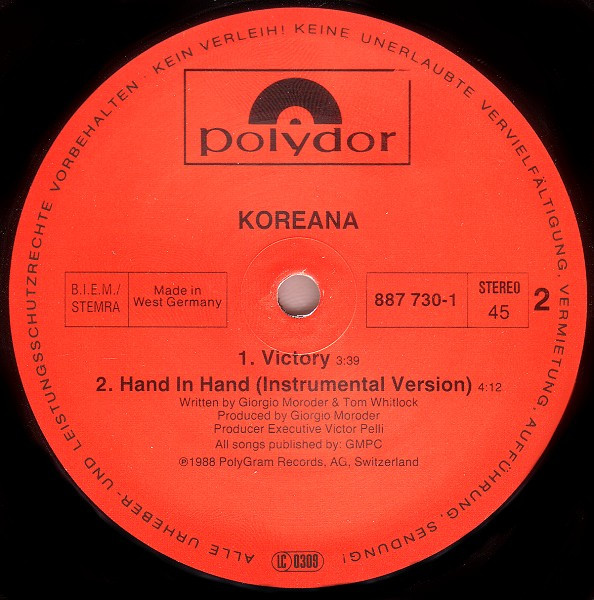 ALLE URHEBER- UND LEISTUNGSSCHUTZRECHTE VORBEHALTEN · KEIN VERLEIH! KEINE UNERLAUBTE VERVIELFÄLTIGUNG, VERMIETUNG, AUFFÜHRUNG, SENDUNG!
polydor
KOREANA
B.I.E.M./
STEMRA
Made in
West Germany
887 730-1
STEREO
45
2
1. Victory 3:39
2. Hand In Hand (Instrumental Version) 4:12
Written by Giorgio Moroder & Tom Whitlock
Produced by Giorgio Moroder
Producer Executive Victor Pelli
All songs published by: GMPC
℗1988 PolyGram Records, AG, Switzerland
LC 0309